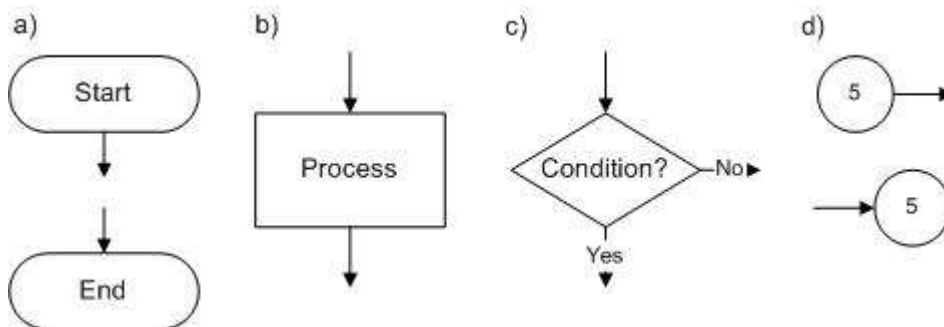 a)
Start
End
b)
Process
c)
Condition?
No
Yes
d)
5
5